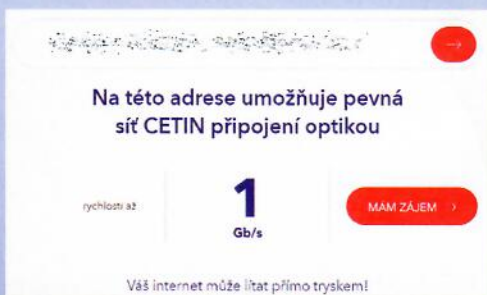 Na této adrese umožňuje pevná
síť CETIN připojení optikou
rychlosti až
1
Gb/s
MÁM ZÁJEM
Váš internet může lítat přímo tryskem!